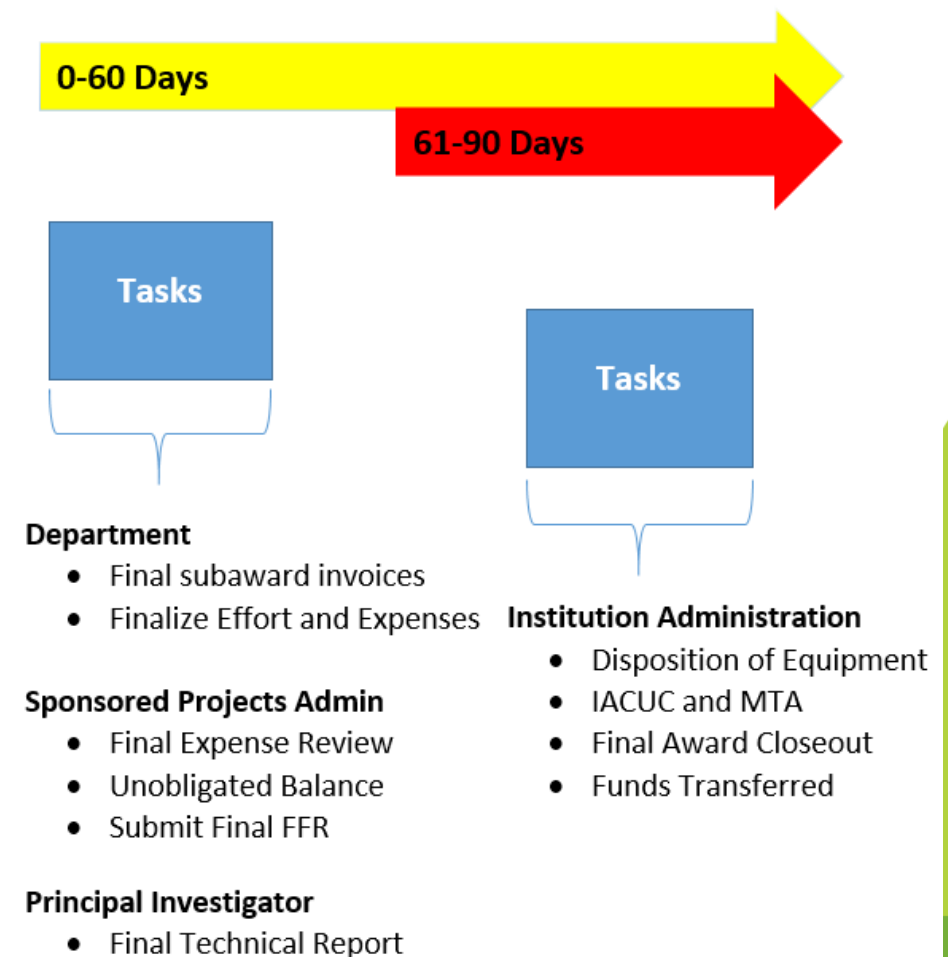 0-60 Days
61-90 Days
Tasks
Department
• Final subaward invoices
• Finalize Effort and Expenses
Sponsored Projects Admin
• Final Expense Review
• Unobligated Balance
• Submit Final FFR
Principal Investigator
• Final Technical Report
Tasks
Institution Administration
• Disposition of Equipment
• IACUC and MTA
• Final Award Closeout
• Funds Transferred